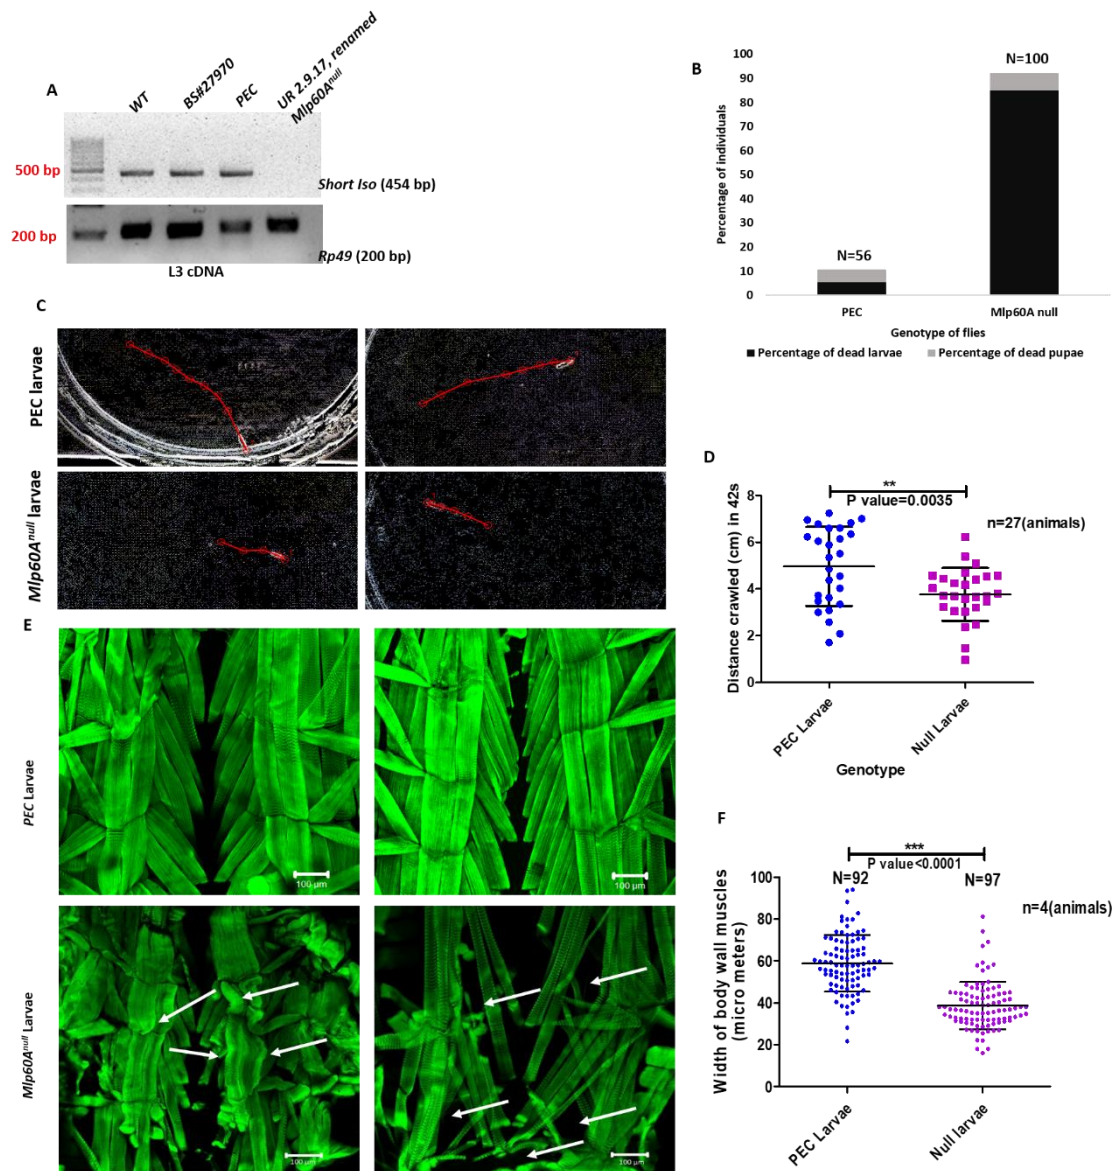 A
WT
BS#27970
PEC
UR 2.9.17, renamed
Mlp60Anull
500 bp
Short Iso (454 bp)
200 bp
Rp49 (200 bp)
L3 cDNA
B
Percentage of individuals
100
90
80
70
60
50
40
30
20
10
0
N=56
N=100
PEC
Mlp60A null
Genotype of flies
Percentage of dead larvae
Percentage of dead pupae
C
PEC larvae
Mlp60Anull larvae
D
Distance crawled (cm) in 42s
8
6
4
2
0
**
P value=0.0035
n=27(animals)
PEC Larvae
Null Larvae
Genotype
E
PEC Larvae
100 µm
100 µm
Mlp60Anull Larvae
100 µm
100 µm
F
Width of body wall muscles
(micro meters)
100
80
60
40
20
0
***
P value<0.0001
N=92
N=97
n=4(animals)
PEC Larvae
Null larvae